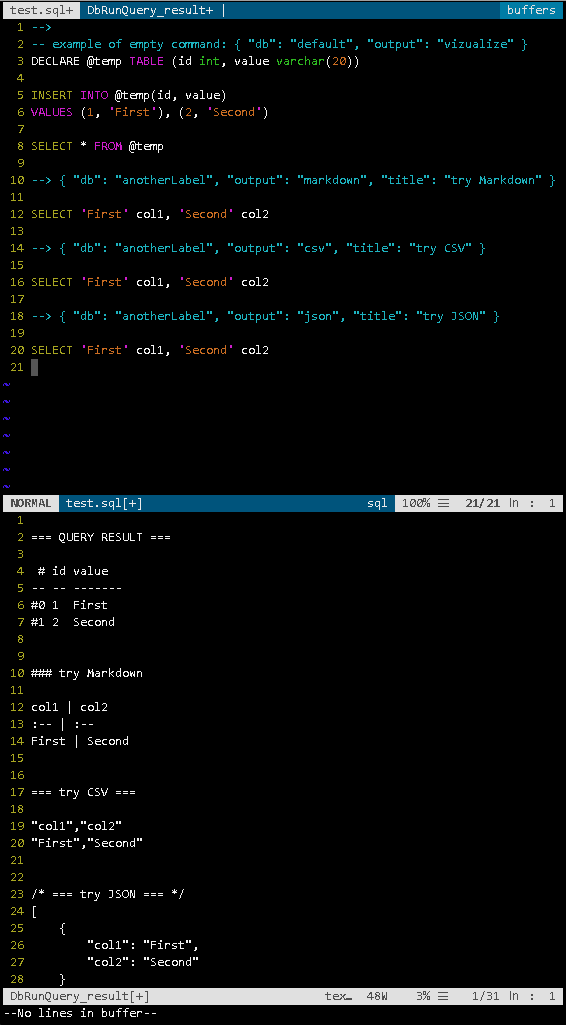 test.sql+ DbRunQuery_result+ | buffers
1 -->
2 -- example of empty command: { "db": "default", "output": "vizualize" }
3 DECLARE @temp TABLE (id int, value varchar(20))
4
5 INSERT INTO @temp(id, value)
6 VALUES (1, 'First'), (2, 'Second')
7
8 SELECT * FROM @temp
9
10 --> { "db": "anotherLabel", "output": "markdown", "title": "try Markdown" }
11
12 SELECT 'First' col1, 'Second' col2
13
14 --> { "db": "anotherLabel", "output": "csv", "title": "try CSV" }
15
16 SELECT 'First' col1, 'Second' col2
17
18 --> { "db": "anotherLabel", "output": "json", "title": "try JSON" }
19
20 SELECT 'First' col1, 'Second' col2
21
~
~
~
~
~
~
~
NORMAL test.sql[+] sql 100% ☰ 21/21 ln : 1
1
2 === QUERY RESULT ===
3
4  # id value
5 -- -- -------
6 #0 1  First
7 #1 2  Second
8
9
10 ### try Markdown
11
12 col1 | col2
13 :-- | :--
14 First | Second
15
16
17 === try CSV ===
18
19 "col1","col2"
20 "First","Second"
21
22
23 /* === try JSON === */
24 [
25     {
26         "col1": "First",
27         "col2": "Second"
28     }
DbRunQuery_result[+] tex… 48W 3% ☰ 1/31 ln : 1
--No lines in buffer--